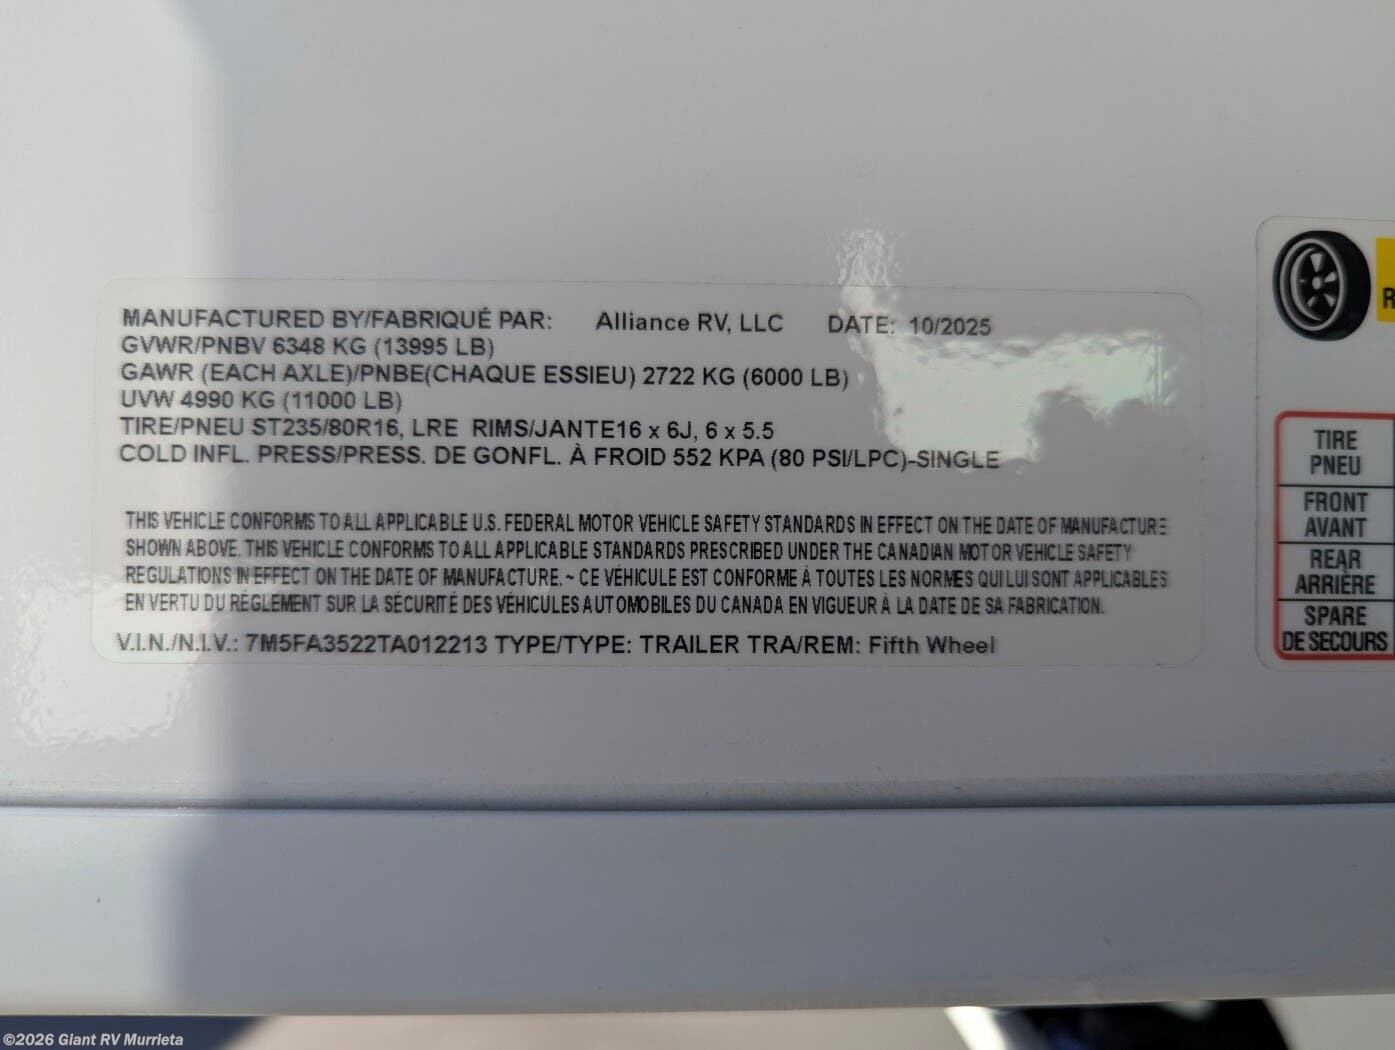 MANUFACTURED BY/FABRIQUÉ PAR: Alliance RV, LLC DATE: 10/2025
GVWR/PNBV 6348 KG (13995 LB)
GAWR (EACH AXLE)/PNBE(CHAQUE ESSIEU) 2722 KG (6000 LB)
UVW 4990 KG (11000 LB)
TIRE/PNEU ST235/80R16, LRE RIMS/JANTE16 x 6J, 6 x 5.5
COLD INFL. PRESS/PRESS. DE GONFL. À FROID 552 KPA (80 PSI/LPC)-SINGLE
THIS VEHICLE CONFORMS TO ALL APPLICABLE U.S. FEDERAL MOTOR VEHICLE SAFETY STANDARDS IN EFFECT ON THE DATE OF MANUFACTURE
SHOWN ABOVE. THIS VEHICLE CONFORMS TO ALL APPLICABLE STANDARDS PRESCRIBED UNDER THE CANADIAN MOTOR VEHICLE SAFETY
REGULATIONS IN EFFECT ON THE DATE OF MANUFACTURE. ~ CE VÉHICULE EST CONFORME À TOUTES LES NORMES QUI LUI SONT APPLICABLES
EN VERTU DU RÉGLEMENT SUR LA SÉCURITÉ DES VÉHICULES AUTOMOBILES DU CANADA EN VIGUEUR À LA DATE DE SA FABRICATION.
V.I.N./N.I.V.: 7M5FA3522TA012213 TYPE/TYPE: TRAILER TRA/REM: Fifth Wheel
R
TIRE
PNEU
FRONT
AVANT
REAR
ARRIÉRE
SPARE
DE SECOURS
©2026 Giant RV Murrieta